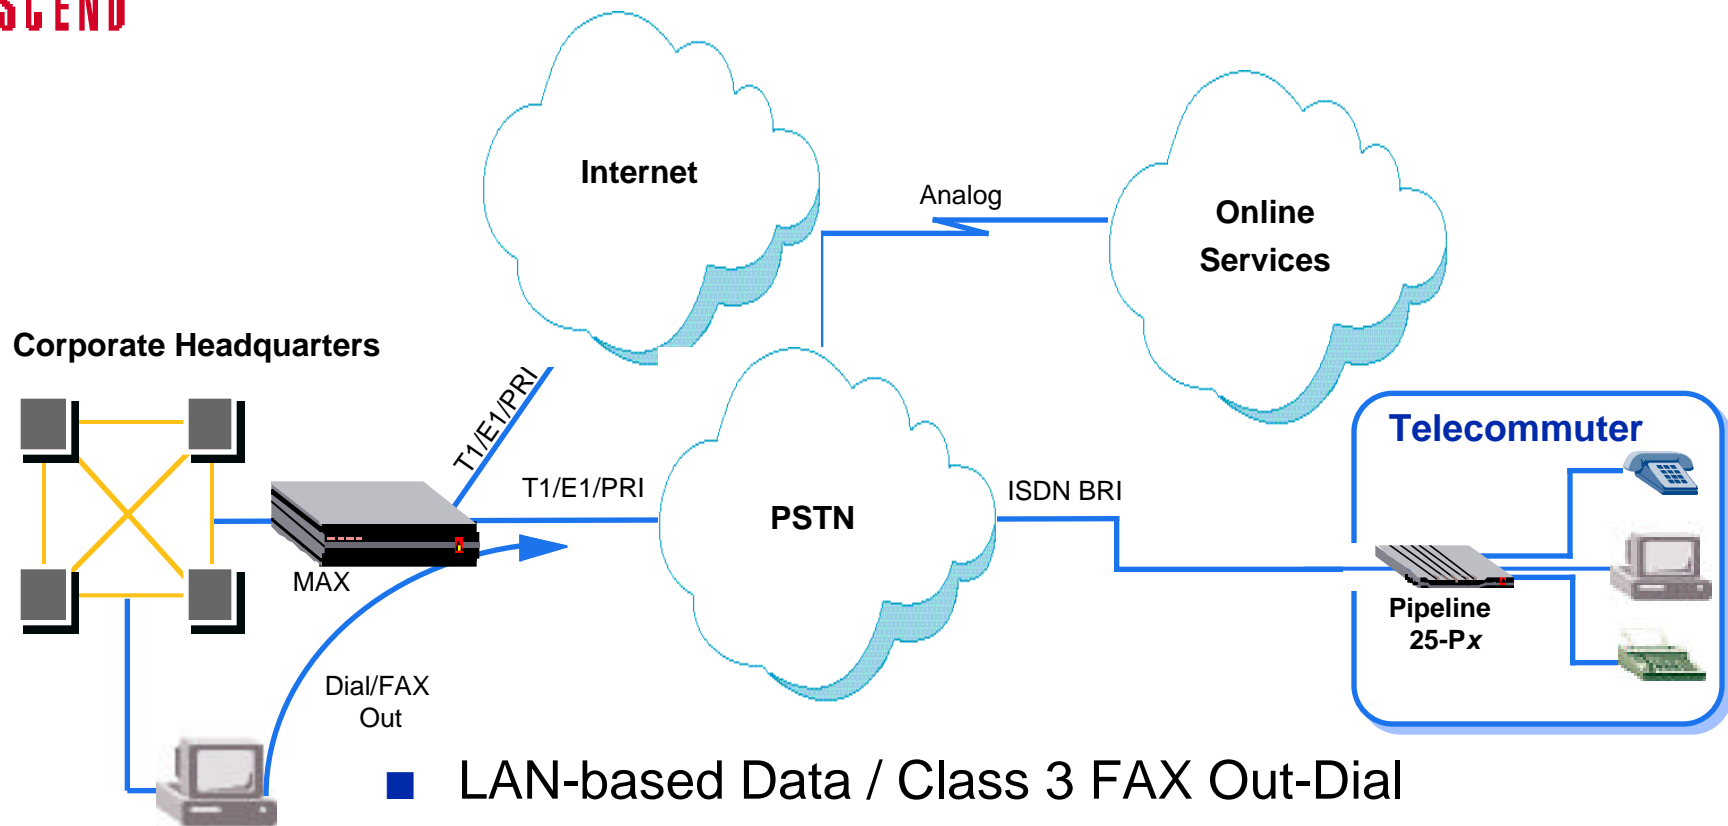 SCEND
Internet
Analog
Online
Services
Corporate Headquarters
T1/E1/PRI
Telecommuter
T1/E1/PRI
ISDN BRI
PSTN
MAX
Pipeline
25-Px
Dial/FAX
Out
LAN-based Data / Class 3 FAX Out-Dial